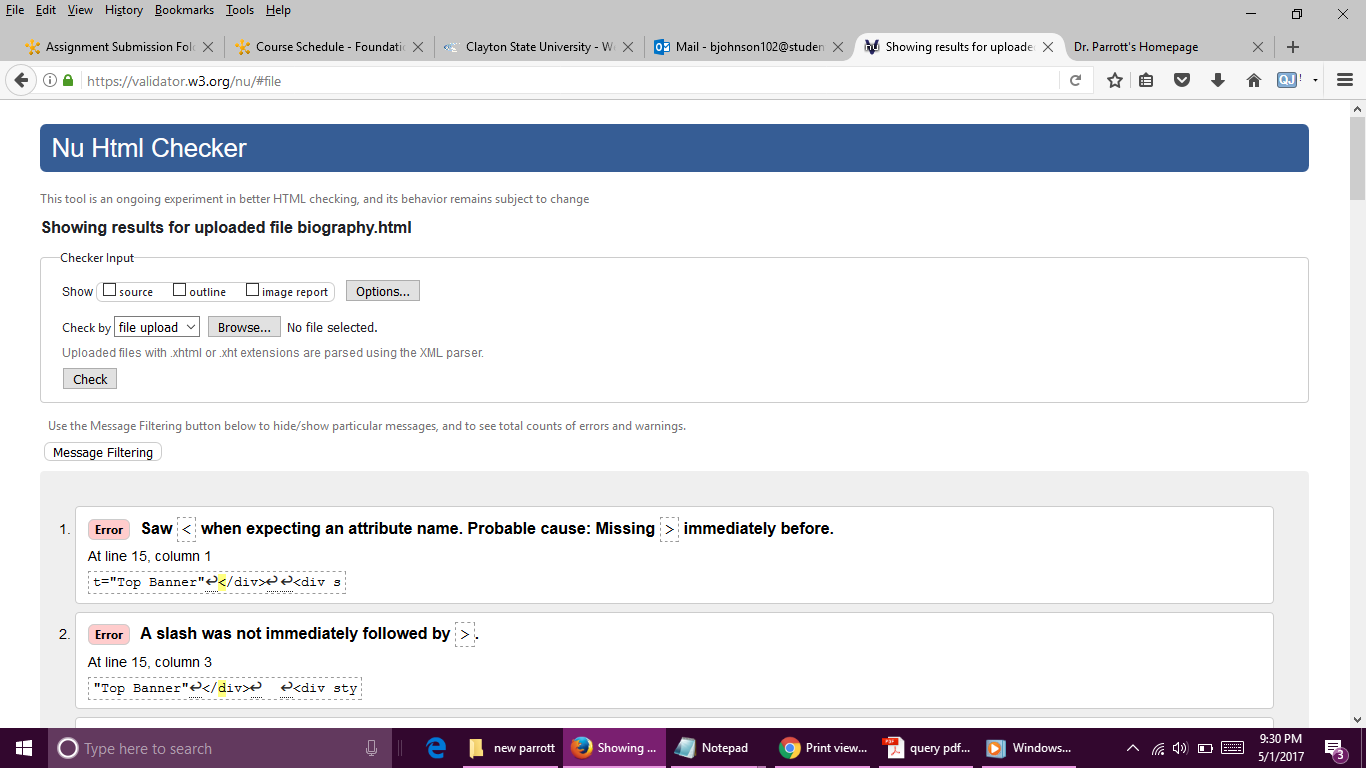 File Edit View History Bookmarks Tools Help
Assignment Submission Fol
Course Schedule - Foundatio
Clayton State University - W
Mail - bjohnson102@studen
Showing results for uploade
Dr. Parrott's Homepage
https://validator.w3.org/nu/#file
Nu Html Checker
This tool is an ongoing experiment in better HTML checking, and its behavior remains subject to change
Showing results for uploaded file biography.html
Checker Input
Show source outline image report Options...
Check by file upload Browse... No file selected.
Uploaded files with .xhtml or .xht extensions are parsed using the XML parser.
Check
Use the Message Filtering button below to hide/show particular messages, and to see total counts of errors and warnings.
Message Filtering
1. Error Saw < when expecting an attribute name. Probable cause: Missing > immediately before.
At line 15, column 1
t="Top Banner"↩</div>↩ ↩<div s
2. Error A slash was not immediately followed by >.
At line 15, column 3
"Top Banner"↩</div>↩ ↩<div sty
Type here to search
new parrott
Showing ...
Notepad
Print view...
query pdf...
Windows...
9:30 PM
5/1/2017
3